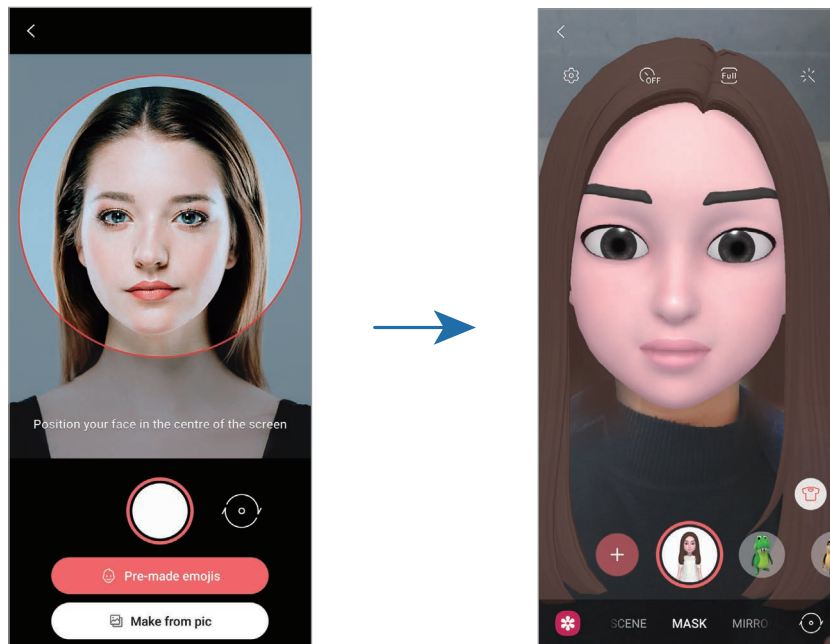 Position your face in the centre of the screen
Pre-made emojis
Make from pic
OFF
Full
SCENE
MASK
MIRRO